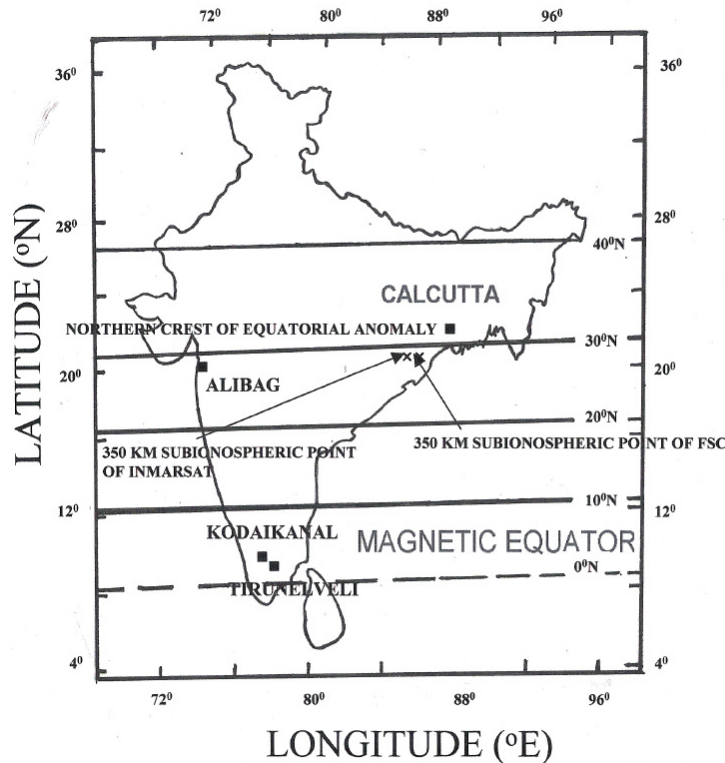 72⁰ 80⁰ 88⁰ 96⁰
36⁰ 36⁰
28⁰ 28⁰
40⁰N
CALCUTTA
NORTHERN CREST OF EQUATORIAL ANOMALY
30⁰N
20⁰ 20⁰
ALIBAG
20⁰N
350 KM SUBIONOSPHERIC POINT
OF INMARSAT
350 KM SUBIONOSPHERIC POINT OF FSC
10⁰N
12⁰ 12⁰
KODAIKANAL
MAGNETIC EQUATOR
0⁰N
TIRUNELVELI
4⁰ 4⁰
72⁰ 80⁰ 88⁰ 96⁰
LATITUDE (⁰N)
LONGITUDE (⁰E)